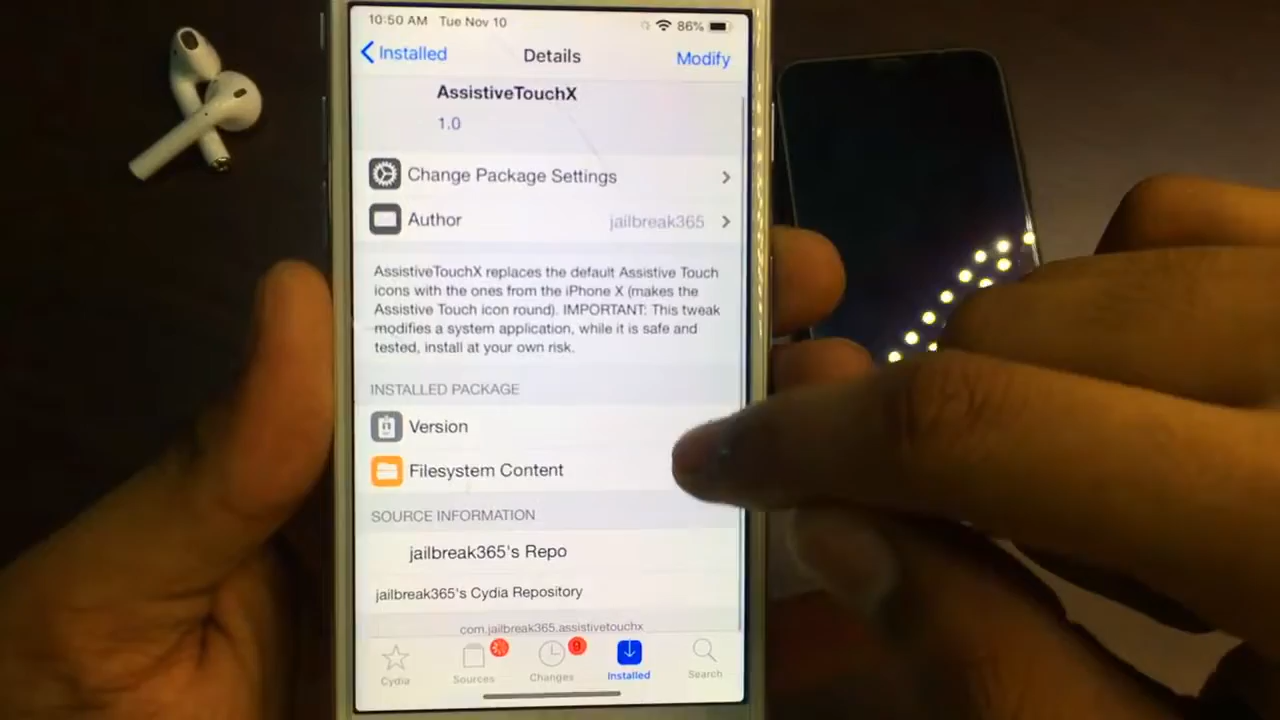 10:50 AM Tue Nov 10 86%
Installed Details Modify
AssistiveTouchX
1.0
Change Package Settings
Author jailbreak365
AssistiveTouchX replaces the default Assistive Touch
icons with the ones from the iPhone X (makes the
Assistive Touch icon round). IMPORTANT: This tweak
modifies a system application, while it is safe and
tested, install at your own risk.
INSTALLED PACKAGE
Version
Filesystem Content
SOURCE INFORMATION
jailbreak365's Repo
jailbreak365's Cydia Repository
com.jailbreak365.assistivetouchx
9
Cydia Sources Changes Installed Search